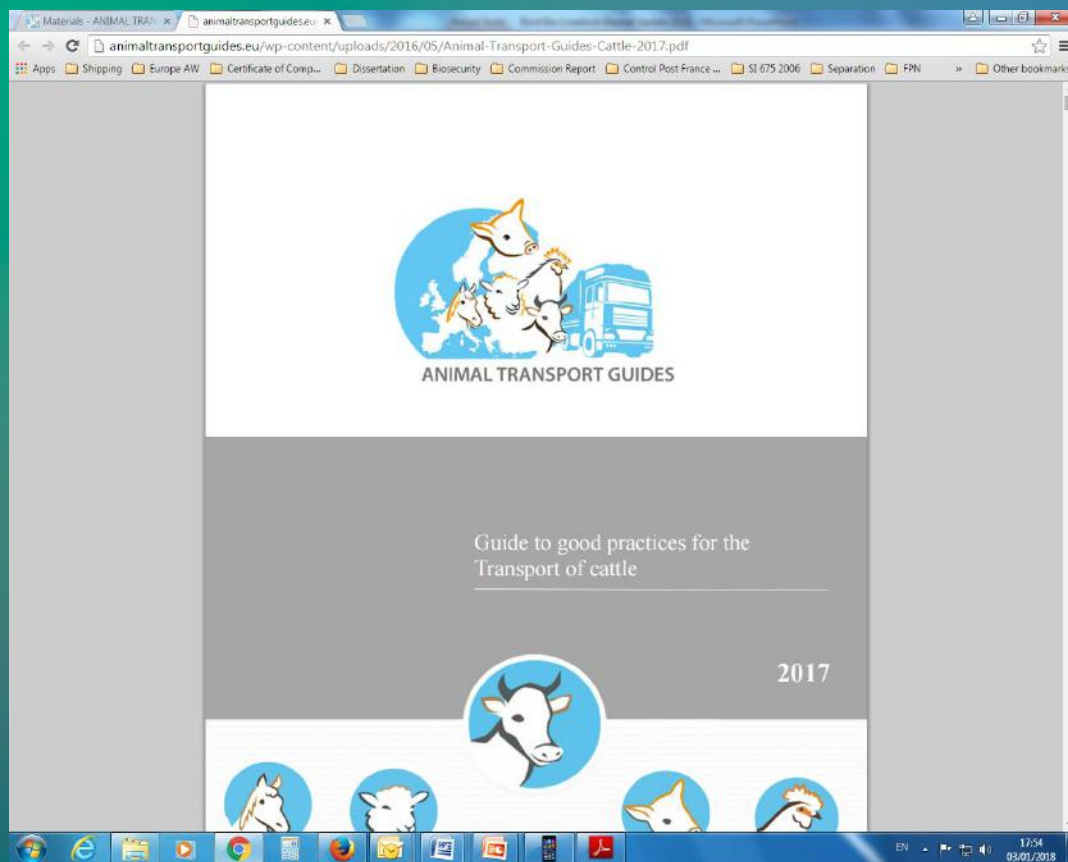 Materials - ANIMAL TRAN
animaltransportguides.eu
animaltransportguides.eu/wp-content/uploads/2016/05/Animal-Transport-Guides-Cattle-2017.pdf
Apps Shipping Europe AW Certificate of Comp... Dissertation Biosecurity Commission Report Control Post France ... SI 675 2006 Separation FPN » Other bookmarks
ANIMAL TRANSPORT GUIDES
Guide to good practices for the
Transport of cattle
2017
EN 17:54
03/01/2018